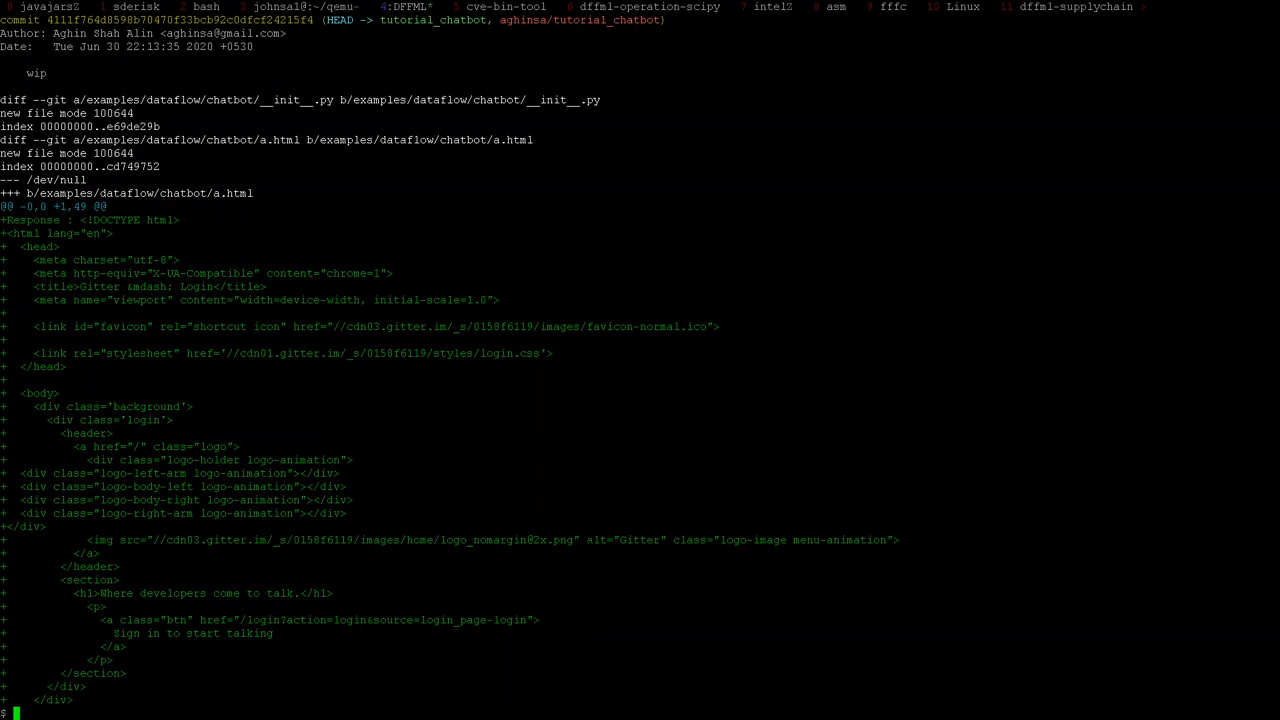 0 javajarsZ  1 sderisk  2 bash  3 johnsa1@:~/qemu-  4:DFFML*  5 cve-bin-tool  6 dffml-operation-scipy  7 intelZ  8 asm  9 fffc  10 Linux  11 dffml-supplychain >
commit 4111f764d8598b70470f33bcb92c0dfcf24215f4 (HEAD -> tutorial_chatbot, aghinsa/tutorial_chatbot)
Author: Aghin Shah Alin <aghinsa@gmail.com>
Date:   Tue Jun 30 22:13:35 2020 +0530
    wip
diff --git a/examples/dataflow/chatbot/__init__.py b/examples/dataflow/chatbot/__init__.py
new file mode 100644
index 00000000..e69de29b
diff --git a/examples/dataflow/chatbot/a.html b/examples/dataflow/chatbot/a.html
new file mode 100644
index 00000000..cd749752
--- /dev/null
+++ b/examples/dataflow/chatbot/a.html
@@ -0,0 +1,49 @@
+Response : <!DOCTYPE html>
+<html lang="en">
+  <head>
+    <meta charset="utf-8">
+    <meta http-equiv="X-UA-Compatible" content="chrome=1">
+    <title>Gitter &mdash; Login</title>
+    <meta name="viewport" content="width=device-width, initial-scale=1.0">
+
+    <link id="favicon" rel="shortcut icon" href="//cdn03.gitter.im/_s/0158f6119/images/favicon-normal.ico">
+
+    <link rel="stylesheet" href='//cdn01.gitter.im/_s/0158f6119/styles/login.css'>
+  </head>
+
+  <body>
+    <div class='background'>
+      <div class='login'>
+        <header>
+          <a href="/" class="logo">
+            <div class="logo-holder logo-animation">
+  <div class="logo-left-arm logo-animation"></div>
+  <div class="logo-body-left logo-animation"></div>
+  <div class="logo-body-right logo-animation"></div>
+  <div class="logo-right-arm logo-animation"></div>
+</div>
+            <img src="//cdn03.gitter.im/_s/0158f6119/images/home/logo_nomargin@2x.png" alt="Gitter" class="logo-image menu-animation">
+          </a>
+        </header>
+        <section>
+          <h1>Where developers come to talk.</h1>
+            <p>
+              <a class="btn" href="/login?action=login&source=login_page-login">
+                Sign in to start talking
+              </a>
+            </p>
+        </section>
+      </div>
+    </div>
$